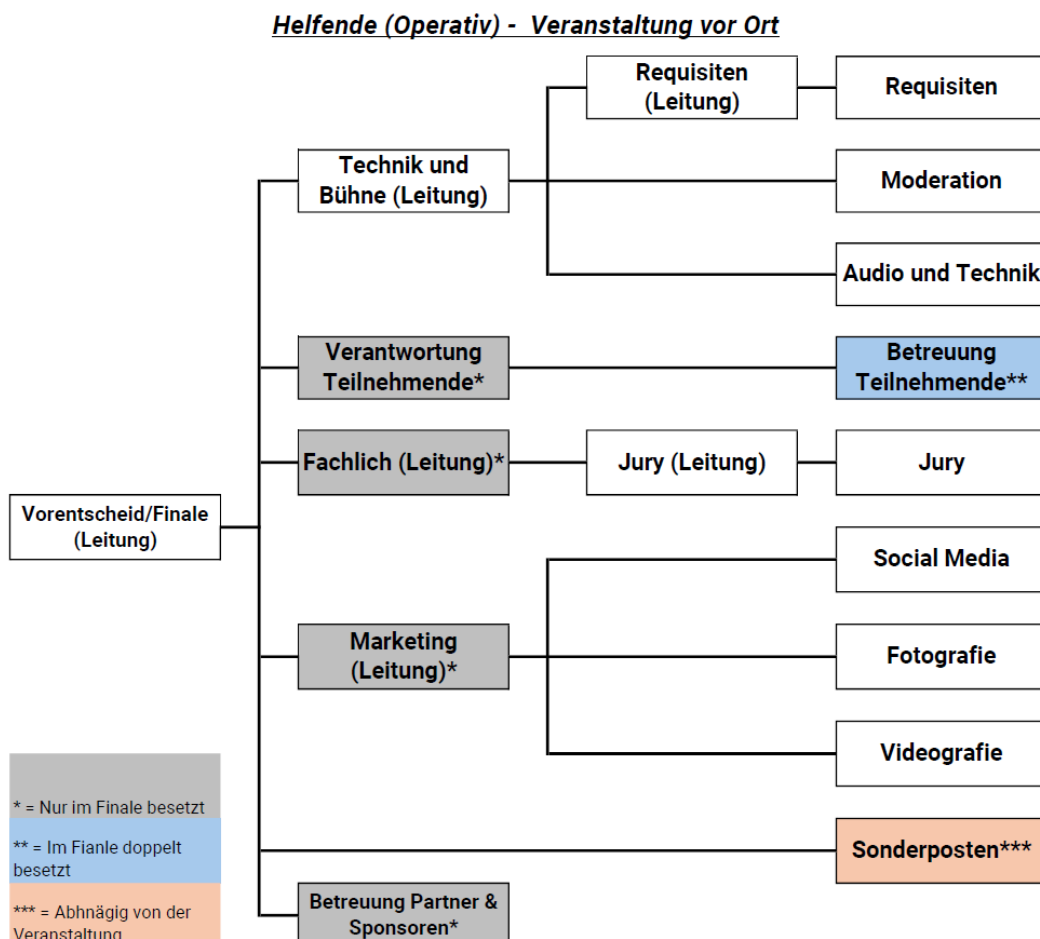 Helfende (Operativ) - Veranstaltung vor Ort
Requisiten
(Leitung)
Requisiten
Technik und
Bühne (Leitung)
Moderation
Audio und Technik
Verantwortung
Teilnehmende*
Betreuung
Teilnehmende**
Fachlich (Leitung)*
Jury (Leitung)
Jury
Vorentscheid/Finale
(Leitung)
Social Media
Marketing
(Leitung)*
Fotografie
Videografie
* = Nur im Finale besetzt
** = Im Fianle doppelt
besetzt
*** = Abhnägig von der
Veranstaltung
Sonderposten***
Betreuung Partner &
Sponsoren*